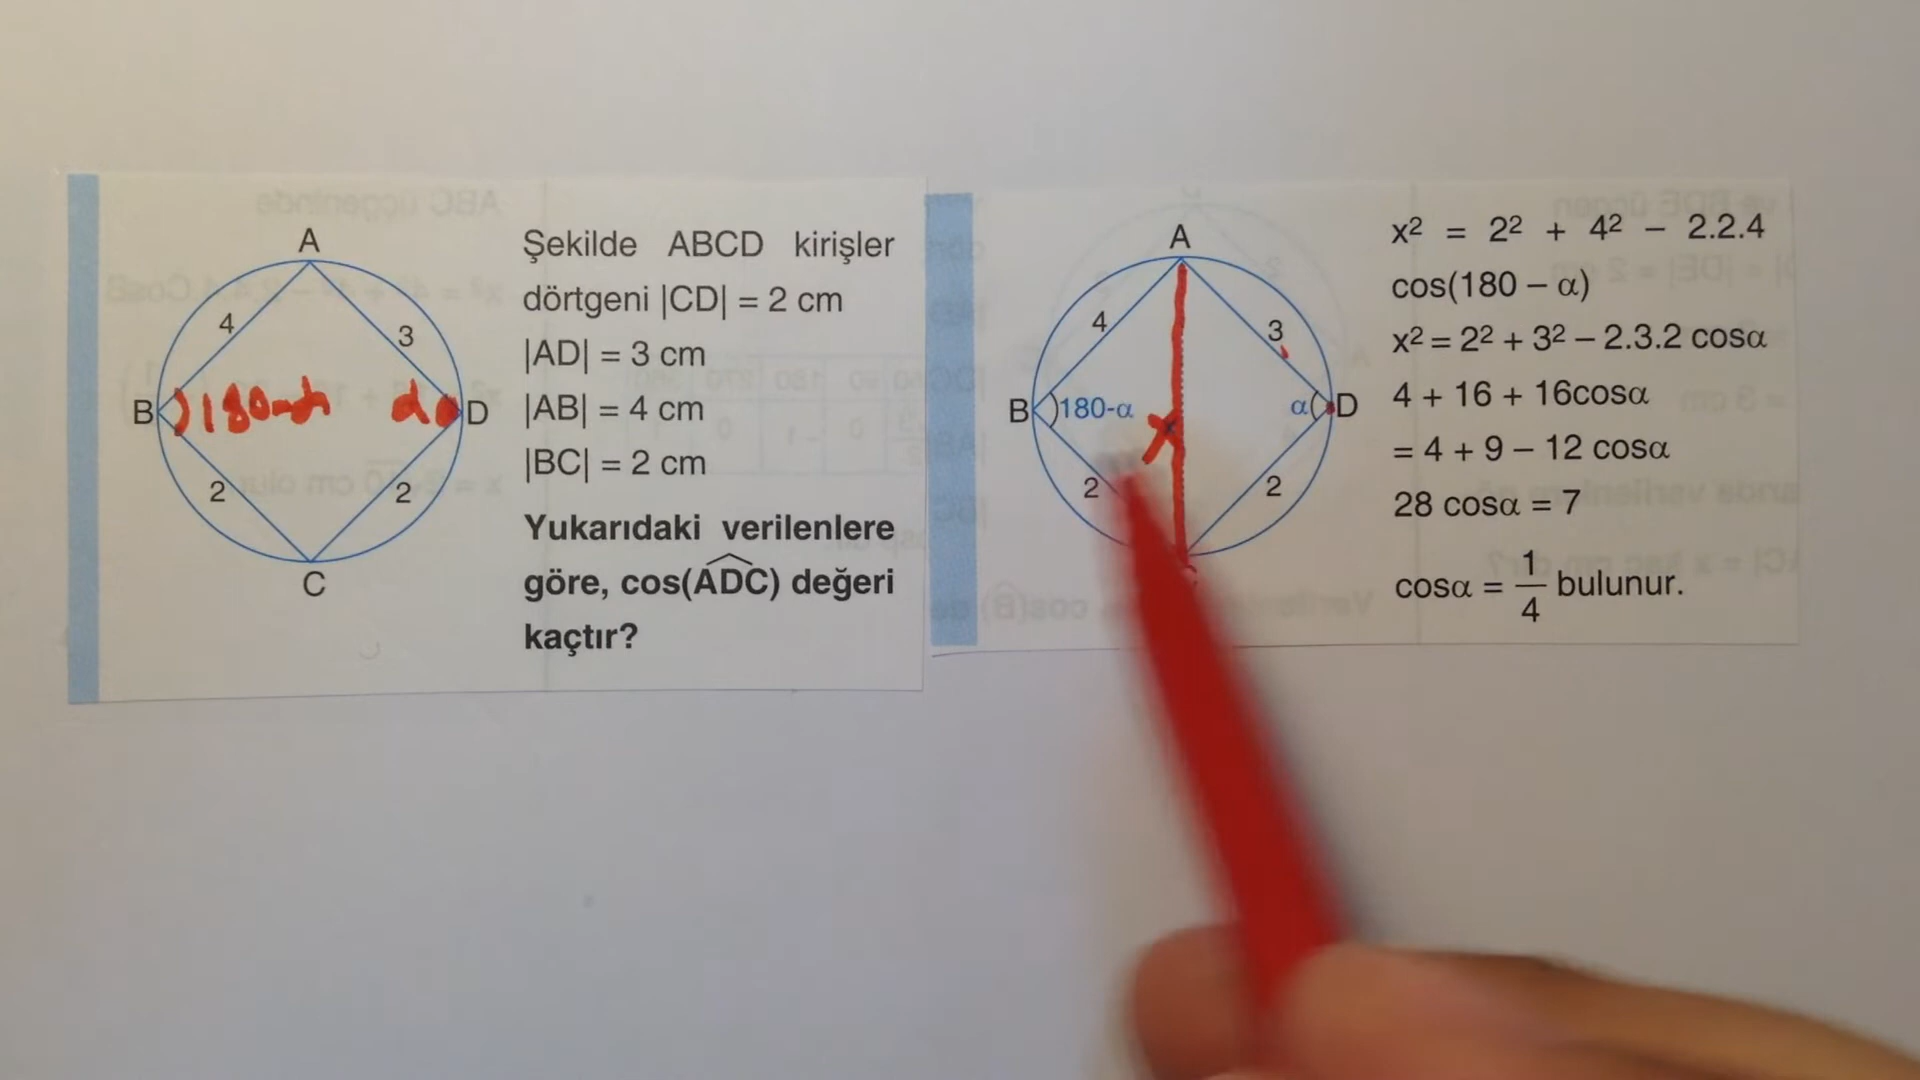 A
4
3
B
)180-α
α
D
2
2
C
Şekilde ABCD kirişler
dörtgeni |CD| = 2 cm
|AD| = 3 cm
|AB| = 4 cm
|BC| = 2 cm
Yukarıdaki verilenlere
göre, cos(ADC) değeri
kaçtır?
A
4
3
B
180-α
x
α
D
2
2
x² = 2² + 4² – 2.2.4
cos(180 – α)
x² = 2² + 3² – 2.3.2 cosα
4 + 16 + 16cosα
= 4 + 9 – 12 cosα
28 cosα = 7
cosα = 1/4 bulunur.